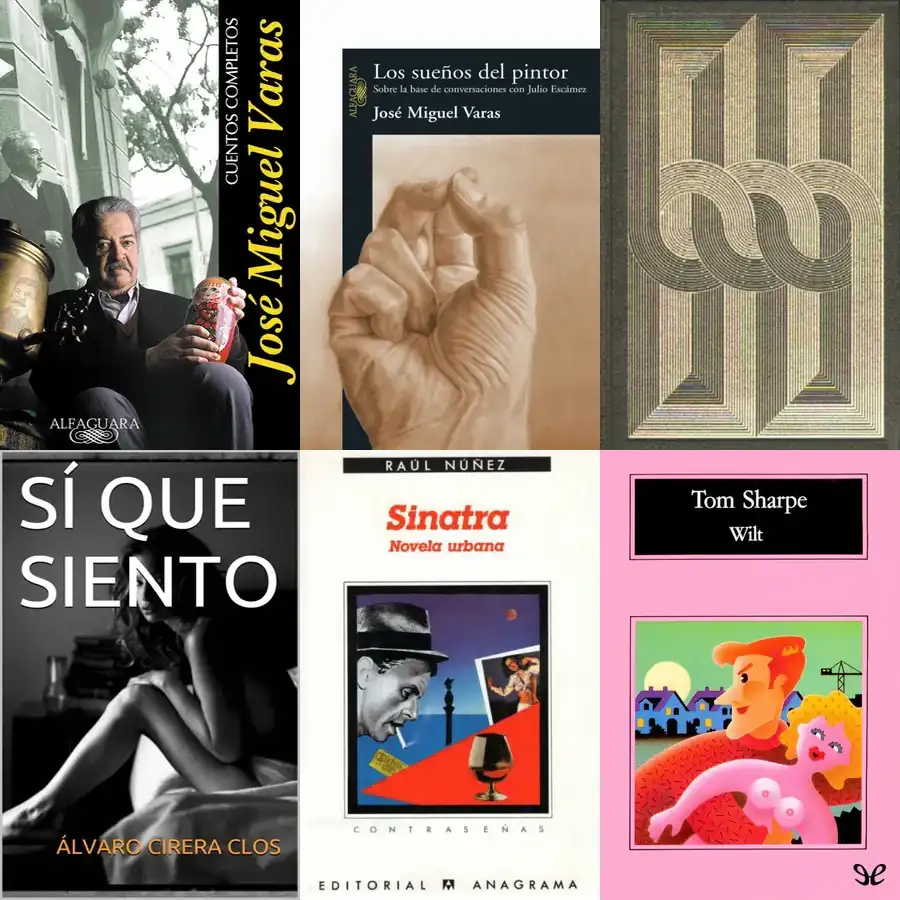 CUENTOS COMPLETOS
José Miguel Varas
ALFAGUARA
ALFAGUARA
Los sueños del pintor
Sobre la base de conversaciones con Julio Escámez
José Miguel Varas
SÍ QUE
SIENTO
ÁLVARO CIRERA CLOS
RAÚL NÚÑEZ
Sinatra
Novela urbana
CONTRASEÑAS
EDITORIAL ANAGRAMA
Tom Sharpe
Wilt